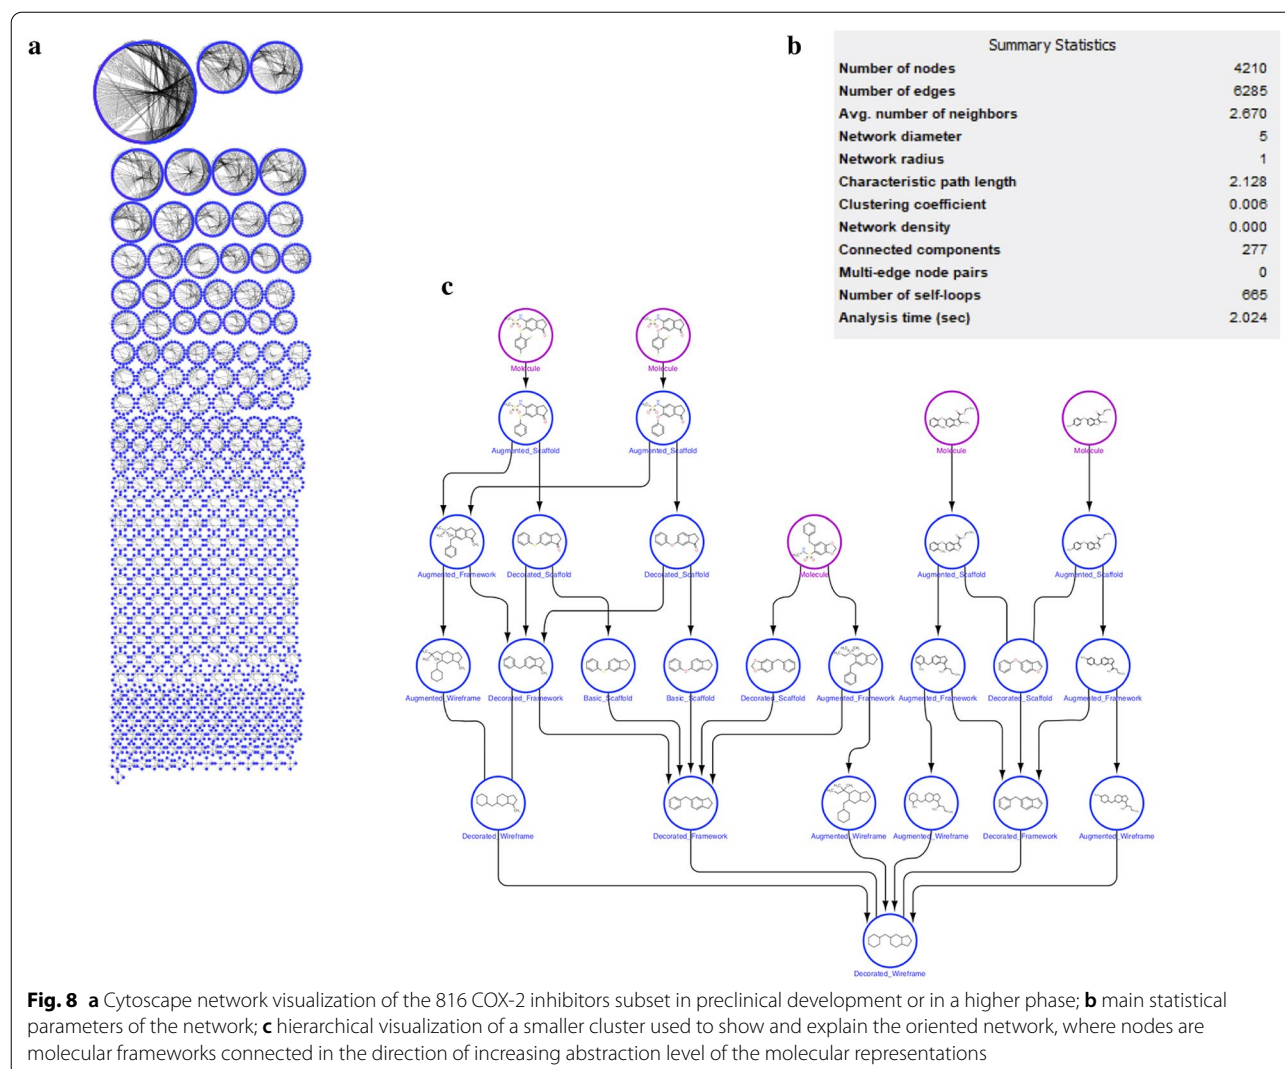 a
b
Summary Statistics
Number of nodes 4210
Number of edges 6285
Avg. number of neighbors 2.670
Network diameter 5
Network radius 1
Characteristic path length 2.128
Clustering coefficient 0.006
Network density 0.000
Connected components 277
Multi-edge node pairs 0
Number of self-loops 665
Analysis time (sec) 2.024
c
Molecule Molecule
Augmented_Scaffold Augmented_Scaffold Molecule Molecule
Augmented_Framework Decorated_Scaffold Decorated_Scaffold Molecule Augmented_Scaffold Augmented_Scaffold
Augmented_Wireframe Decorated_Framework Basic_Scaffold Basic_Scaffold Decorated_Scaffold Augmented_Framework Augmented_Framework Decorated_Scaffold Augmented_Framework
Decorated_Wireframe Decorated_Framework Augmented_Wireframe Augmented_Wireframe Decorated_Framework Augmented_Wireframe
Decorated_Wireframe
Fig. 8 a Cytoscape network visualization of the 816 COX-2 inhibitors subset in preclinical development or in a higher phase; b main statistical
parameters of the network; c hierarchical visualization of a smaller cluster used to show and explain the oriented network, where nodes are
molecular frameworks connected in the direction of increasing abstraction level of the molecular representations